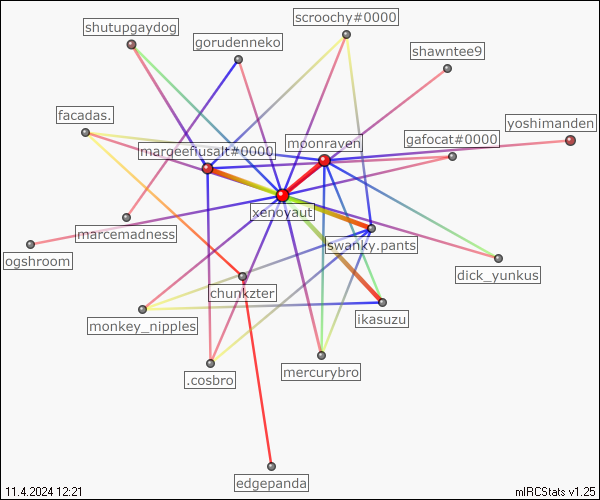 scroochy#0000
shutupgaydog
gorudenneko
shawntee9
facadas.
yoshimanden
moonraven
gafocat#0000
margeefiusalt#0000
xenoyaut
marcemadness
swanky.pants
ogshroom
dick_yunkus
chunkzter
monkey_nipples
ikasuzu
mercurybro
.cosbro
edgepanda
11.4.2024 12:21
mIRCStats v1.25